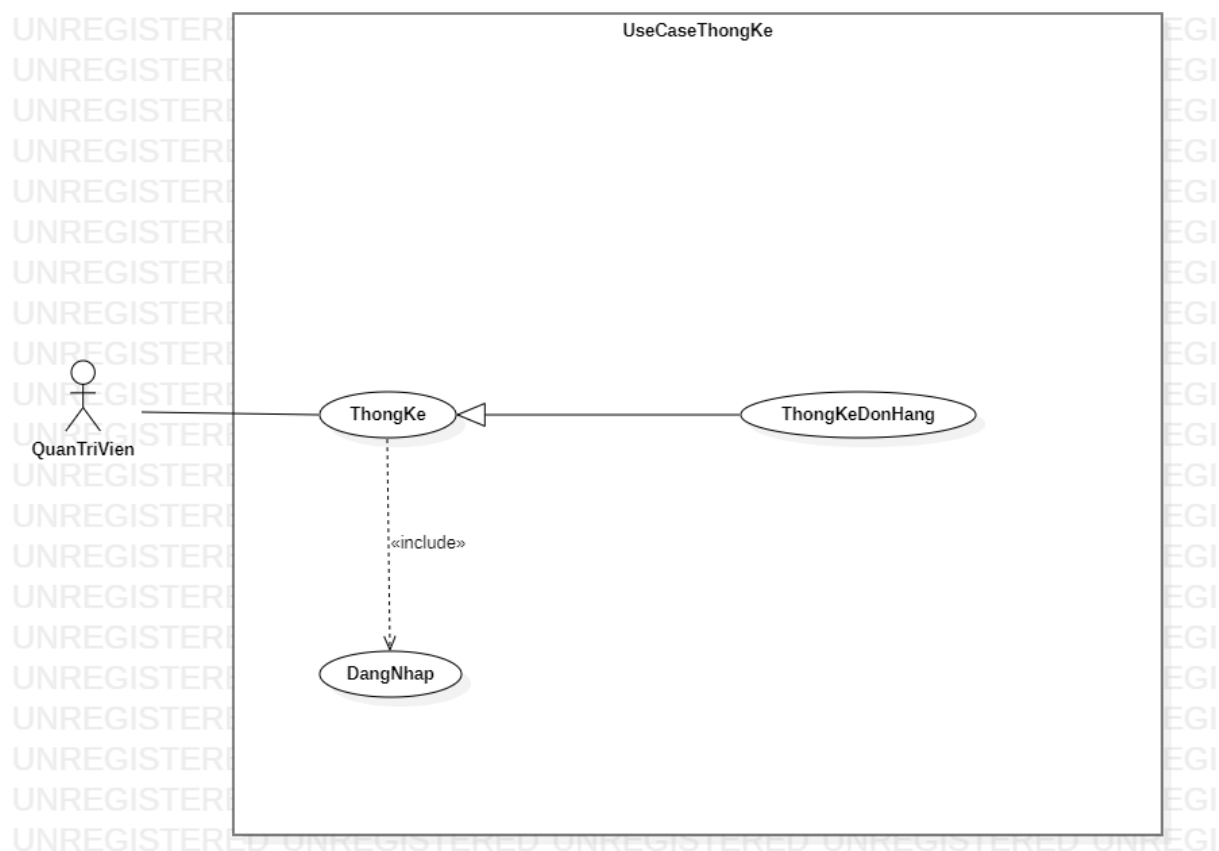 UseCaseThongKe
ThongKe
ThongKeDonHang
QuanTriVien
«include»
DangNhap
UNREGISTERED UNREGISTERED UNREGISTERED UNREGISTERED UNREGI